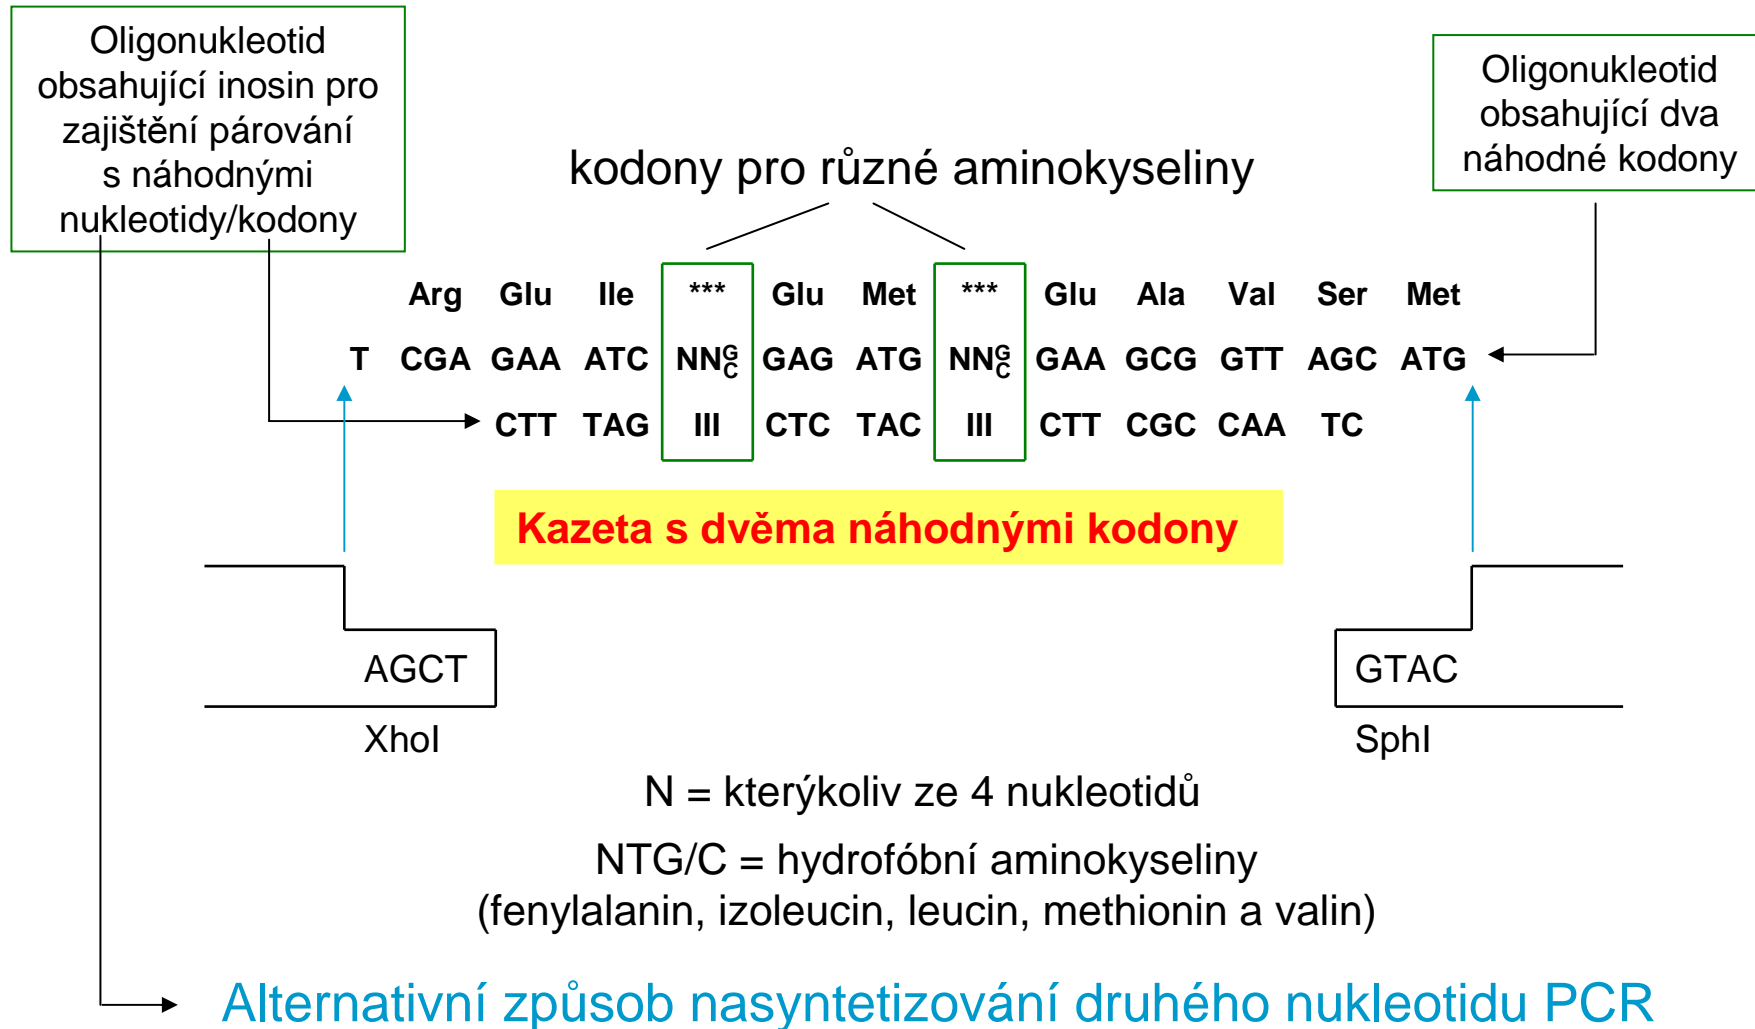 Oligonukleotid
obsahující inosin pro
zajištění párování
s náhodnými
nukleotidy/kodony
Oligonukleotid
obsahující dva
náhodné kodony
kodony pro různé aminokyseliny
Arg Glu Ile *** Glu Met *** Glu Ala Val Ser Met
T CGA GAA ATC NNG/C GAG ATG NNG/C GAA GCG GTT AGC ATG
CTT TAG III CTC TAC III CTT CGC CAA TC
Kazeta s dvěma náhodnými kodony
AGCT GTAC
XhoI SphI
N = kterýkoliv ze 4 nukleotidů
NTG/C = hydrofóbní aminokyseliny
(fenylalanin, izoleucin, leucin, methionin a valin)
Alternativní způsob nasyntetizování druhého nukleotidu PCR